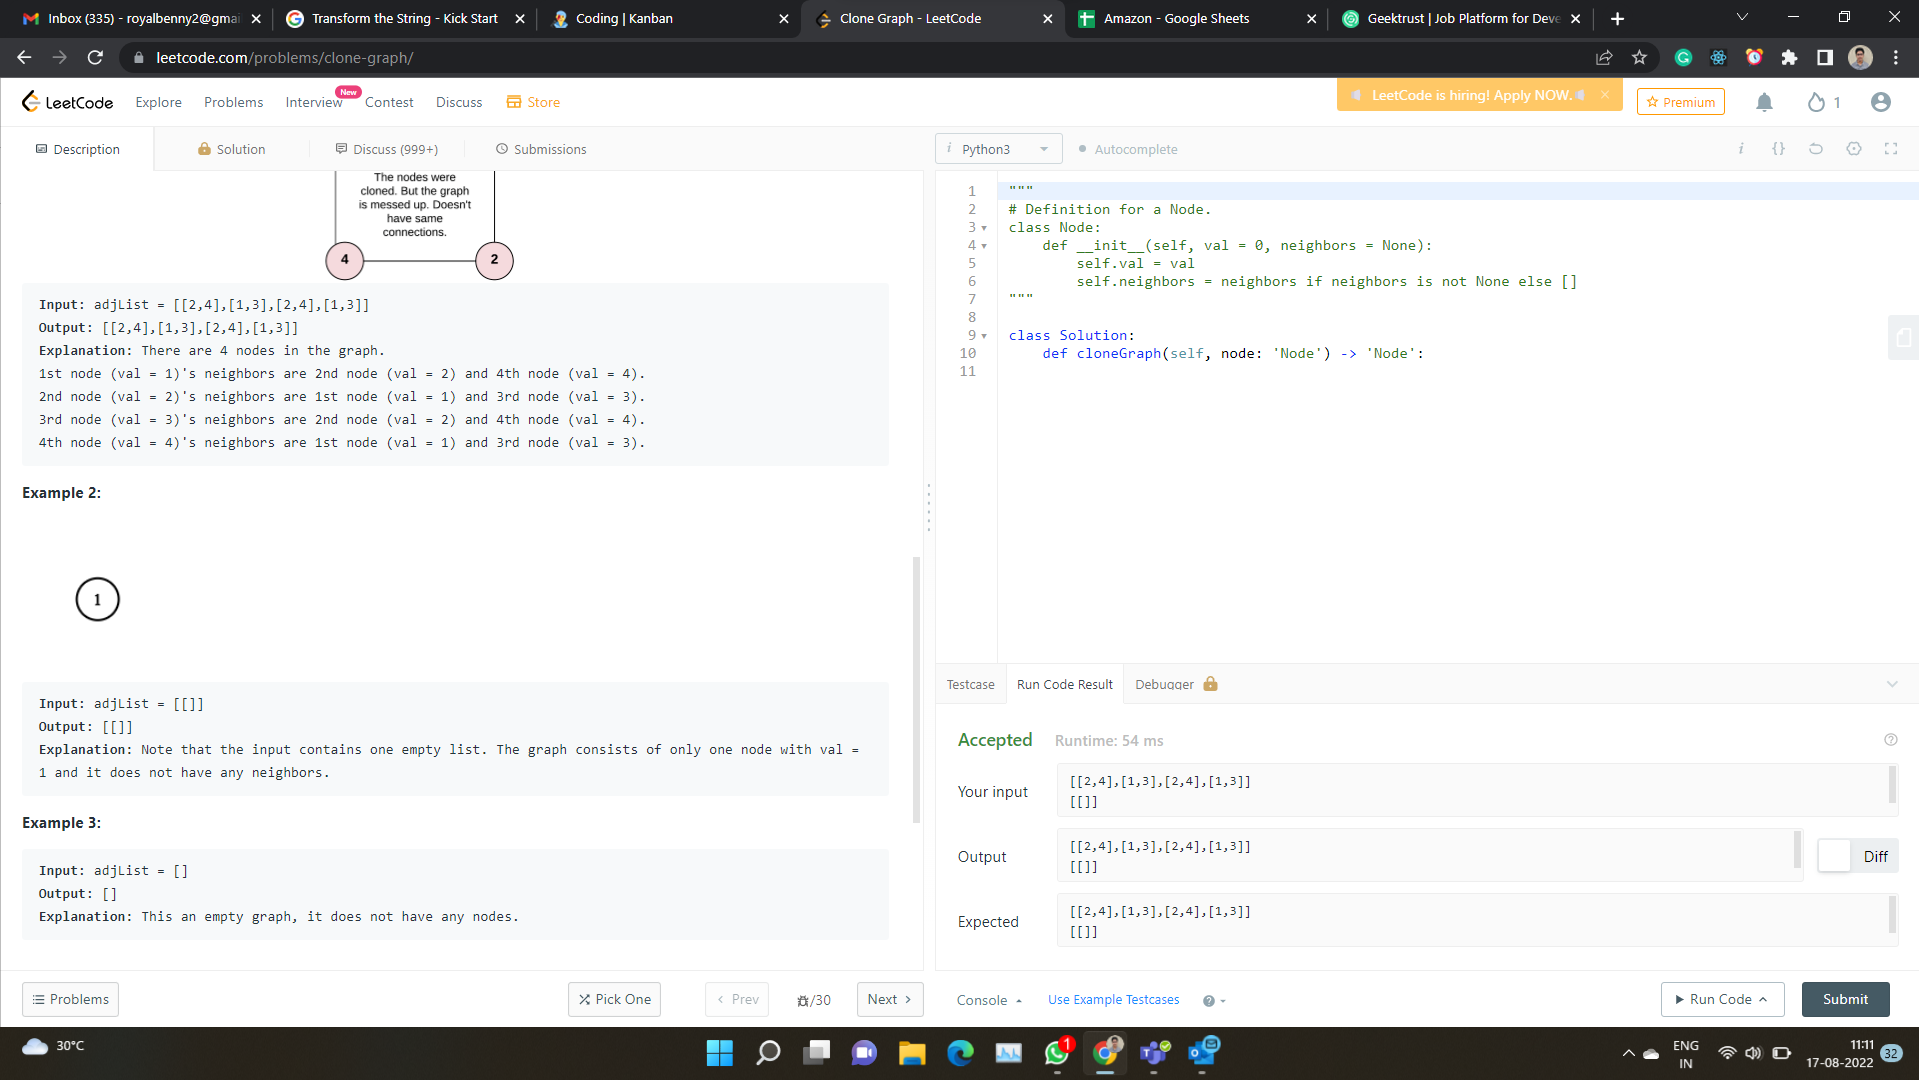 Inbox (335) - royalbenny2@gmai
Transform the String - Kick Start
Coding | Kanban
Clone Graph - LeetCode
Amazon - Google Sheets
Geektrust | Job Platform for Deve
leetcode.com/problems/clone-graph/
LeetCode
Explore
Problems
Interview
New
Contest
Discuss
Store
LeetCode is hiring! Apply NOW.
Premium
1
Description
Solution
Discuss (999+)
Submissions
i Python3
Autocomplete
i {}
The nodes were
cloned. But the graph
is messed up. Doesn't
have same
connections.
4
2
Input: adjList = [[2,4],[1,3],[2,4],[1,3]]
Output: [[2,4],[1,3],[2,4],[1,3]]
Explanation: There are 4 nodes in the graph.
1st node (val = 1)'s neighbors are 2nd node (val = 2) and 4th node (val = 4).
2nd node (val = 2)'s neighbors are 1st node (val = 1) and 3rd node (val = 3).
3rd node (val = 3)'s neighbors are 2nd node (val = 2) and 4th node (val = 4).
4th node (val = 4)'s neighbors are 1st node (val = 1) and 3rd node (val = 3).
Example 2:
1
Input: adjList = [[]]
Output: [[]]
Explanation: Note that the input contains one empty list. The graph consists of only one node with val =
1 and it does not have any neighbors.
Example 3:
Input: adjList = []
Output: []
Explanation: This an empty graph, it does not have any nodes.
1 """
2 # Definition for a Node.
3 class Node:
4 def __init__(self, val = 0, neighbors = None):
5 self.val = val
6 self.neighbors = neighbors if neighbors is not None else []
7 """
8
9 class Solution:
10 def cloneGraph(self, node: 'Node') -> 'Node':
11
Testcase
Run Code Result
Debugger
Accepted
Runtime: 54 ms
Your input
[[2,4],[1,3],[2,4],[1,3]]
[[]]
Output
[[2,4],[1,3],[2,4],[1,3]]
[[]]
Diff
Expected
[[2,4],[1,3],[2,4],[1,3]]
[[]]
Problems
Pick One
Prev
/30
Next
Console
Use Example Testcases
Run Code
Submit
30°C
1
ENG
IN
11:11
17-08-2022
32